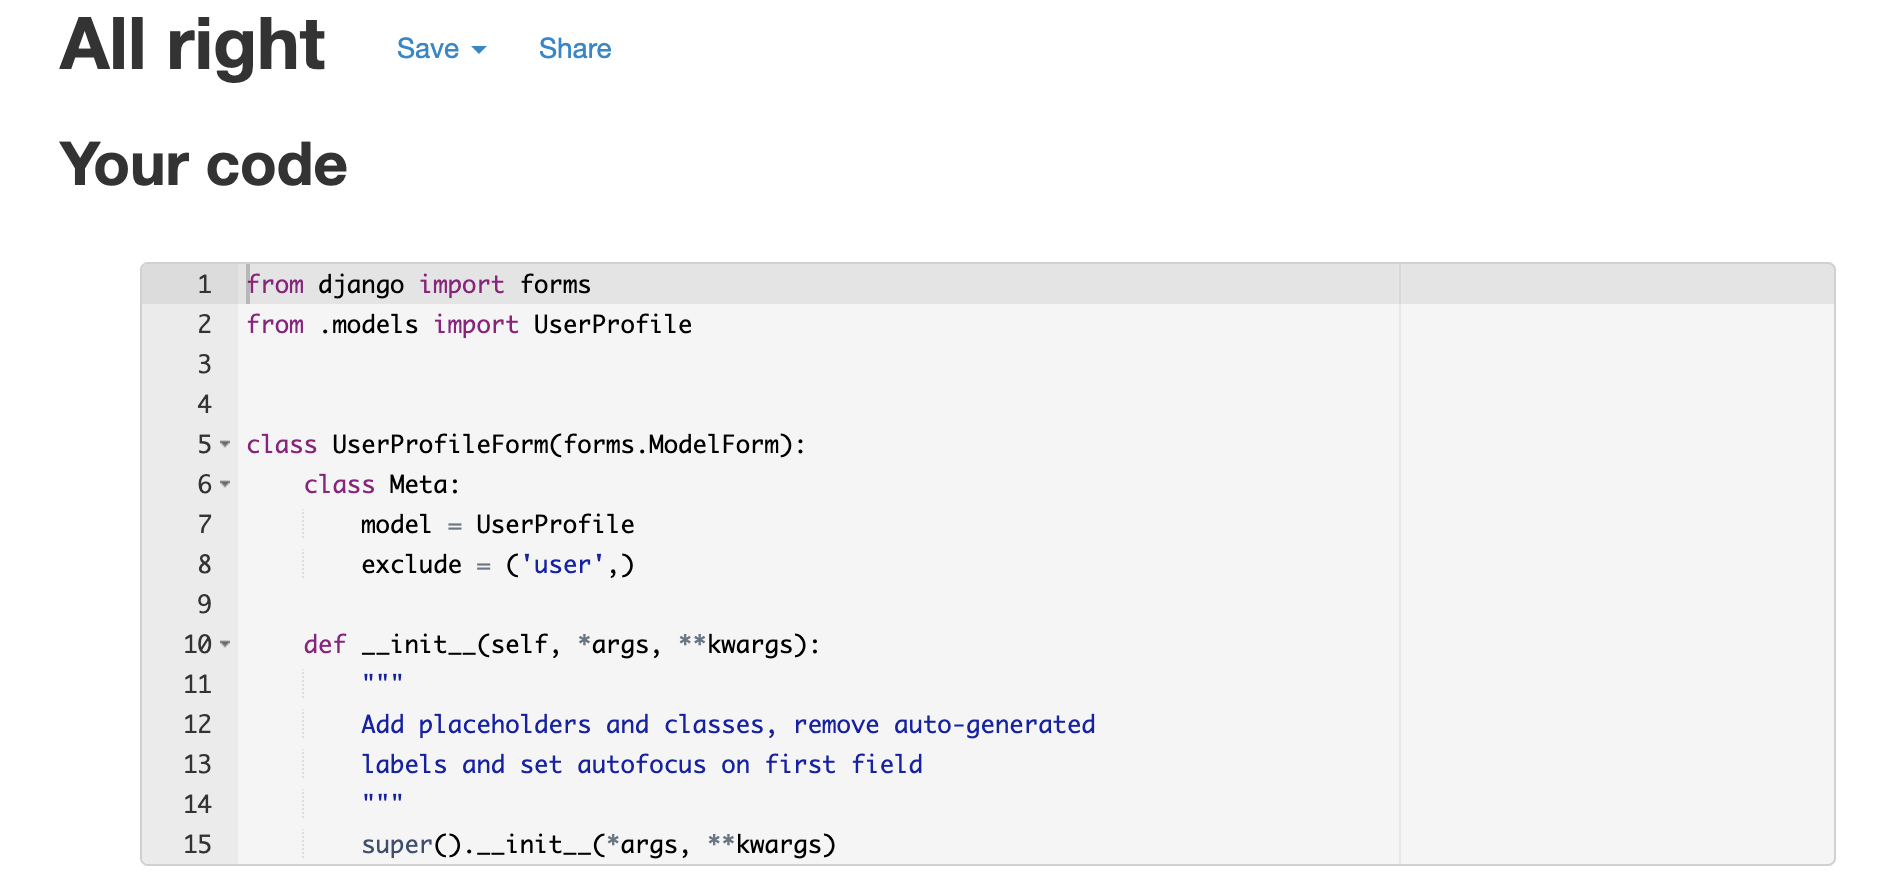 All right Save Share
Your code
1 from django import forms
2 from .models import UserProfile
3
4
5 class UserProfileForm(forms.ModelForm):
6     class Meta:
7         model = UserProfile
8         exclude = ('user',)
9
10     def __init__(self, *args, **kwargs):
11         """
12         Add placeholders and classes, remove auto-generated
13         labels and set autofocus on first field
14         """
15         super().__init__(*args, **kwargs)